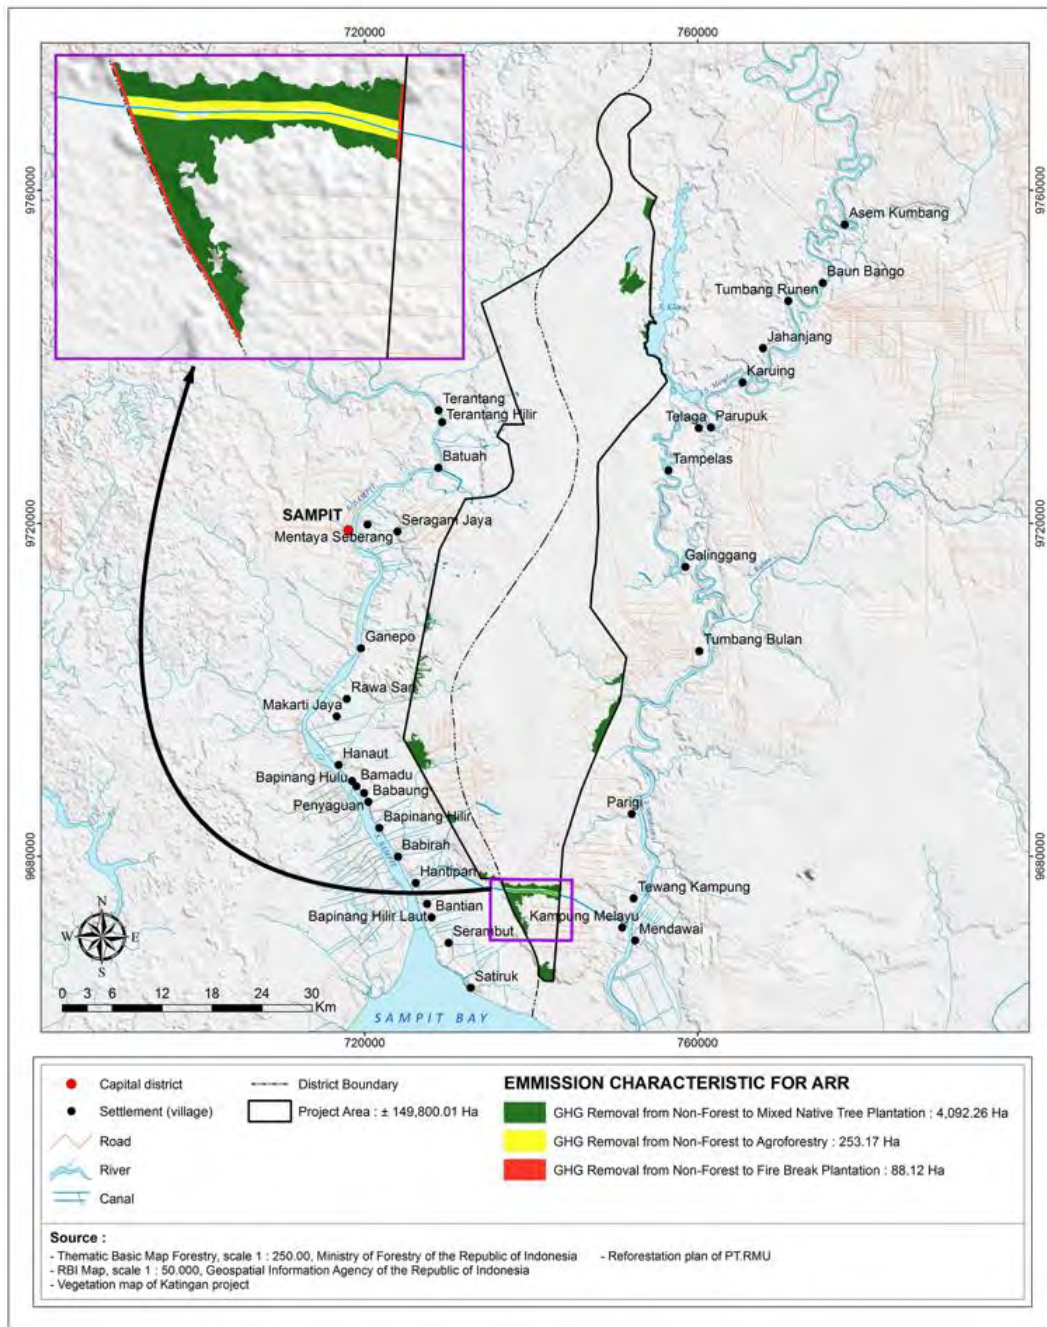 720000
760000
9760000
9760000
Asem Kumbang
Baun Bango
Tumbang Runen
Jahanjang
Karuing
Terantang
Terantang Hilir
Telaga
Parupuk
Batuah
Tampelas
SAMPIT
Seragam Jaya
Mentaya Seberang
9720000
9720000
Galinggang
Ganepo
Tumbang Bulan
Rawa Sari
Makarti Jaya
Hanaut
Bapinang Hulu
Bamadu
Babaung
Penyaguan
Parigi
Bapinang Hilir
Babirah
9680000
9680000
Hantipan
Tewang Kampung
Bantian
Kampung Melayu
Bapinang Hilir Laut
Serambut
Mendawai
N
W E
S
Satiruk
0 3 6 12 18 24 30
Km
SAMPIT BAY
720000
760000
Capital district
Settlement (village)
Road
River
Canal
District Boundary
Project Area : ± 149,800.01 Ha
EMMISSION CHARACTERISTIC FOR ARR
GHG Removal from Non-Forest to Mixed Native Tree Plantation : 4,092.26 Ha
GHG Removal from Non-Forest to Agroforestry : 253.17 Ha
GHG Removal from Non-Forest to Fire Break Plantation : 88.12 Ha
Source :
- Thematic Basic Map Forestry, scale 1 : 250.00, Ministry of Forestry of the Republic of Indonesia - Reforestation plan of PT.RMU
- RBI Map, scale 1 : 50.000, Geospatial Information Agency of the Republic of Indonesia
- Vegetation map of Katingan project